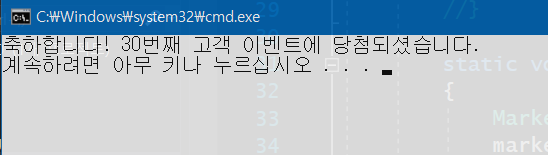 C:₩Windows₩system32₩cmd.exe
축하합니다! 30번째 고객 이벤트에 당첨되셨습니다.
계속하려면 아무 키나 누르십시오 . . .
//}
static vo
32 {
33 Marke
34 marke